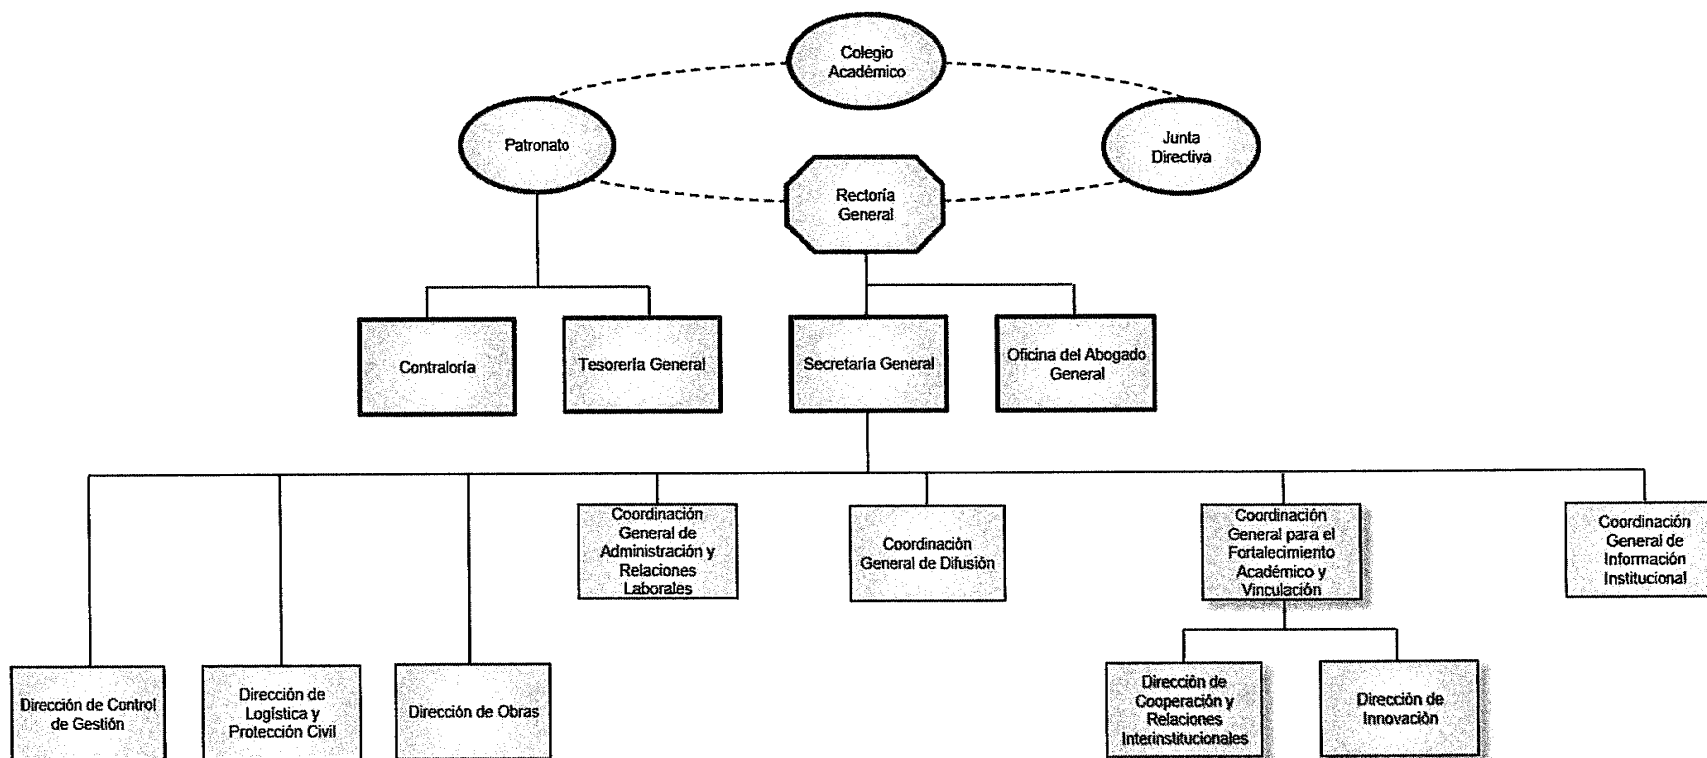 Colegio
Académico
Patronato
Junta
Directiva
Rectoría
General
Contraloría
Tesorería General
Secretaría General
Oficina del Abogado
General
Coordinación
General de
Administración y
Relaciones
Laborales
Coordinación
General de Difusión
Coordinación
General para el
Fortalecimiento
Académico y
Vinculación
Coordinación
General de
Información
Institucional
Dirección de Control
de Gestión
Dirección de
Logística y
Protección Civil
Dirección de Obras
Dirección de
Cooperación y
Relaciones
Interinstitucionales
Dirección de
Innovación